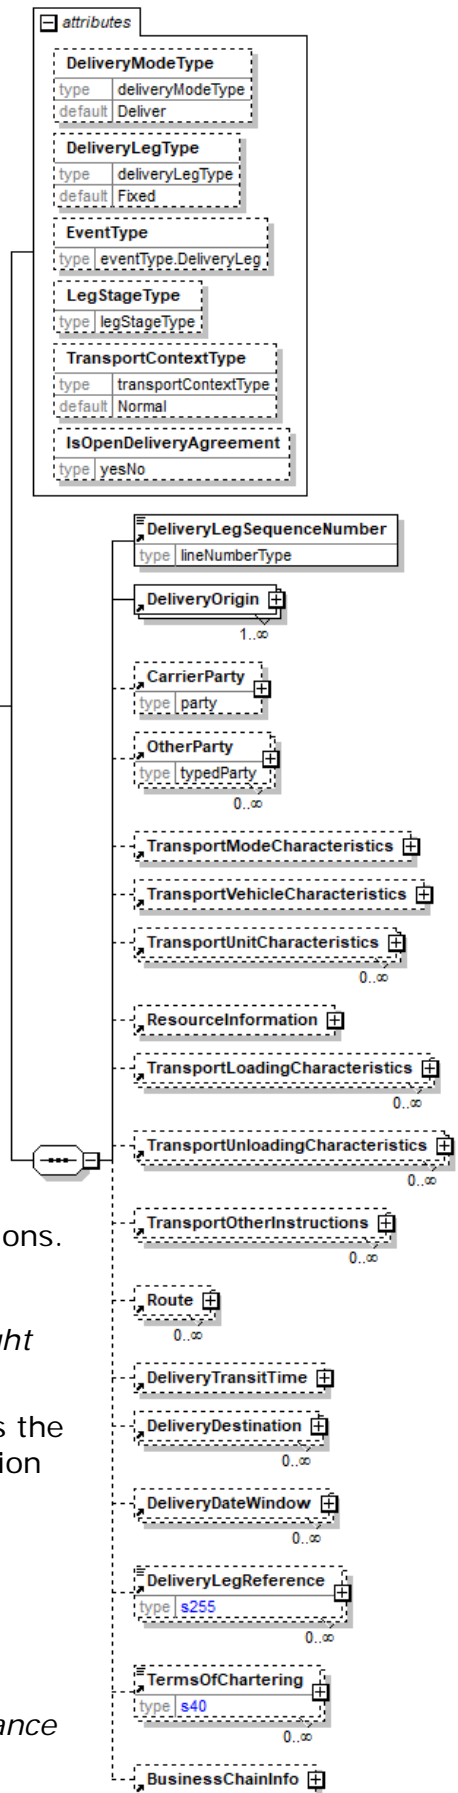 attributes
DeliveryModeType
type deliveryModeType
default Deliver
DeliveryLegType
type deliveryLegType
default Fixed
EventType
type eventType.DeliveryLeg
LegStageType
type legStageType
TransportContextType
type transportContextType
default Normal
IsOpenDeliveryAgreement
type yesNo
DeliveryLegSequenceNumber
type lineNumberType
DeliveryOrigin
1..∞
CarrierParty
type party
OtherParty
type typedParty
0..∞
TransportModeCharacteristics
TransportVehicleCharacteristics
TransportUnitCharacteristics
0..∞
ResourceInformation
TransportLoadingCharacteristics
0..∞
TransportUnloadingCharacteristics
0..∞
TransportOtherInstructions
ons.
0..∞
Route
ght
0..∞
DeliveryTransitTime
s the
DeliveryDestination
ion
0..∞
DeliveryDateWindow
0..∞
DeliveryLegReference
type s255
0..∞
TermsOfChartering
type s40
ance
0..∞
BusinessChainInfo